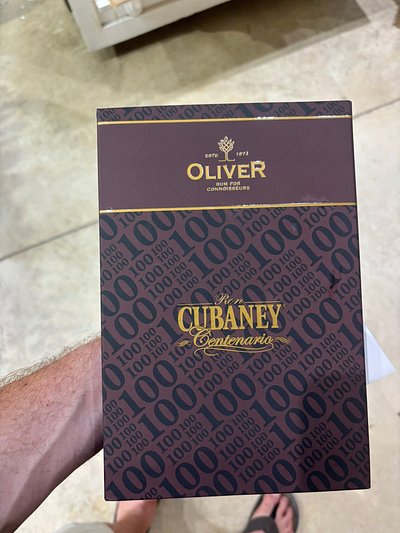 ESTD 1874
OLIVER
RUM FOR
CONNOISSEURS
Ron
CUBANEY
Centenario
100